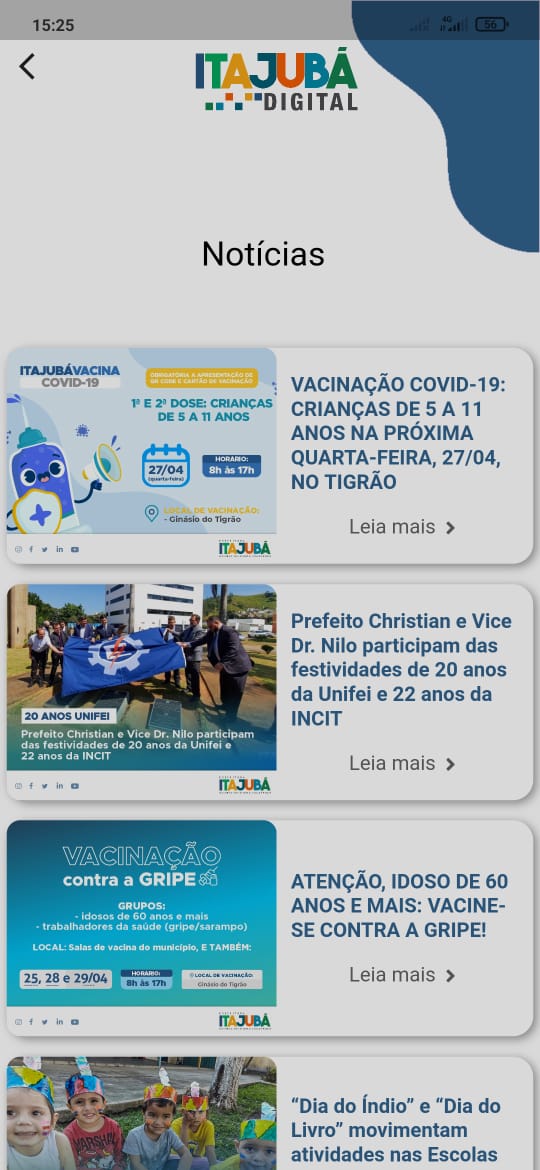 15:25
4G
56
ITAJUBÁ
DIGITAL
Notícias
ITAJUBÁVACINA
COVID-19
OBRIGATÓRIA A APRESENTAÇÃO DE
QR CODE E CARTÃO DE VACINAÇÃO
1ª E 2ª DOSE: CRIANÇAS
DE 5 A 11 ANOS
27/04
(quarta-feira)
HORÁRIO:
8h às 17h
LOCAL DE VACINAÇÃO:
- Ginásio do Tigrão
ITAJUBÁ
VACINAÇÃO COVID-19:
CRIANÇAS DE 5 A 11
ANOS NA PRÓXIMA
QUARTA-FEIRA, 27/04,
NO TIGRÃO
Leia mais
20 ANOS UNIFEI
Prefeito Christian e Vice Dr. Nilo participam
das festividades de 20 anos da Unifei e
22 anos da INCIT
ITAJUBÁ
Prefeito Christian e Vice
Dr. Nilo participam das
festividades de 20 anos
da Unifei e 22 anos da
INCIT
Leia mais
VACINAÇÃO
contra a GRIPE
GRUPOS:
- idosos de 60 anos e mais
- trabalhadores da saúde (gripe/sarampo)
LOCAL: Salas de vacina do município, E TAMBÉM:
25, 28 e 29/04
HORÁRIO:
8h às 17h
LOCAL DE VACINAÇÃO:
Ginásio do Tigrão
ITAJUBÁ
ATENÇÃO, IDOSO DE 60
ANOS E MAIS: VACINE-
SE CONTRA A GRIPE!
Leia mais
MARSHALL
“Dia do Índio” e “Dia do
Livro” movimentam
atividades nas Escolas